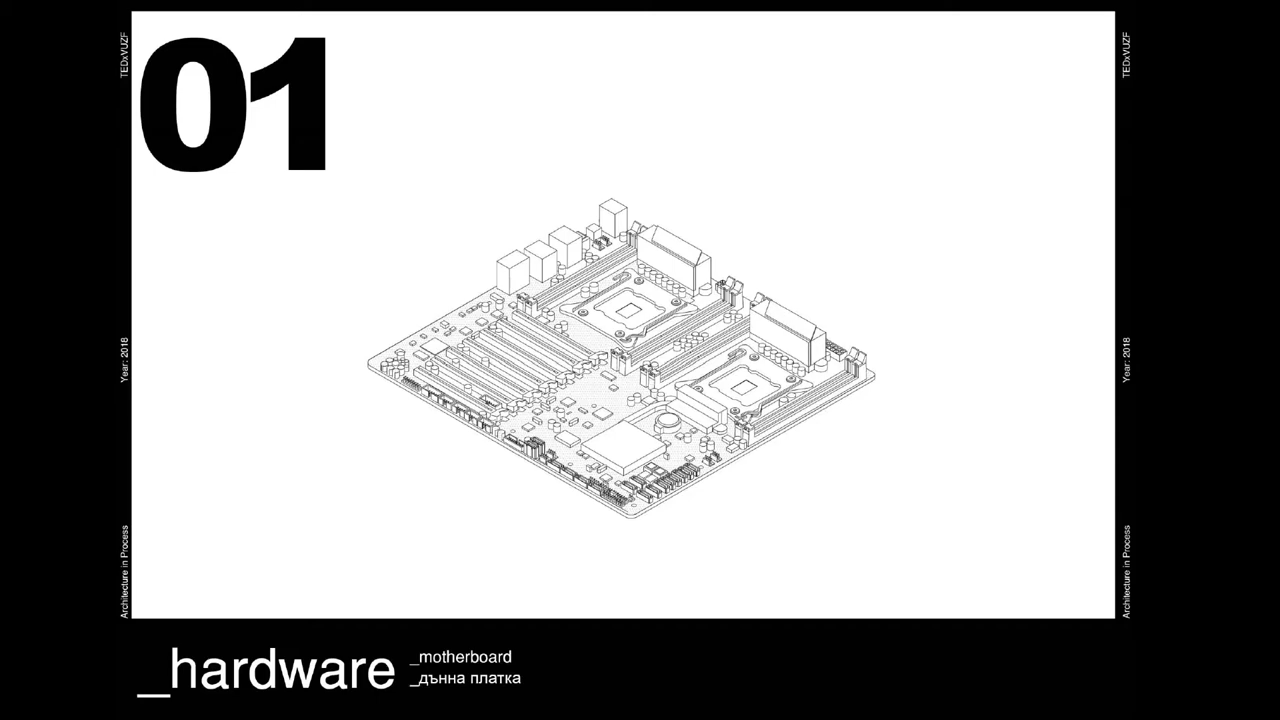 01
TEDxVUZF
Year: 2018
Architecture in Process
TEDxVUZF
Year: 2018
Architecture in Process
_hardware
_motherboard
_дънна платка